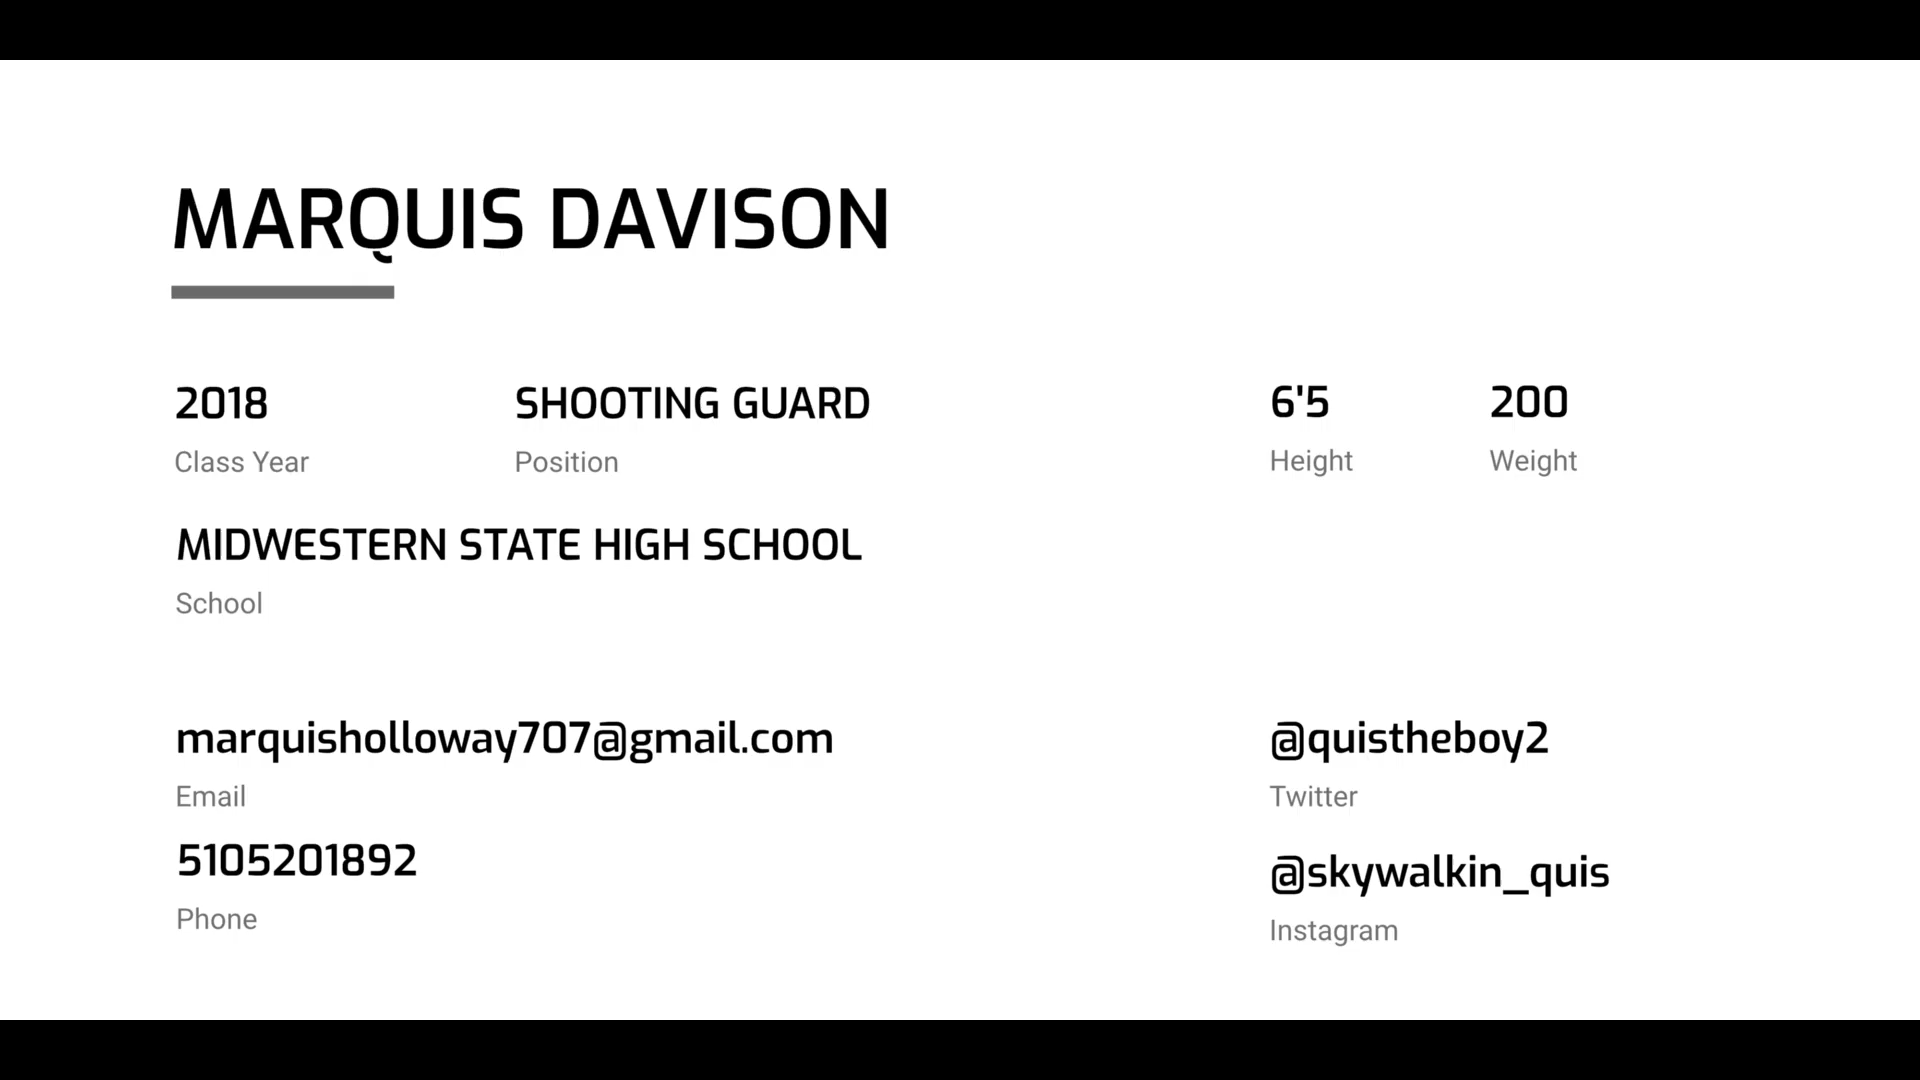 MARQUIS DAVISON
2018 SHOOTING GUARD 6'5 200
Class Year Position Height Weight
MIDWESTERN STATE HIGH SCHOOL
School
marquisholloway707@gmail.com @quistheboy2
Email Twitter
5105201892 @skywalkin_quis
Phone Instagram